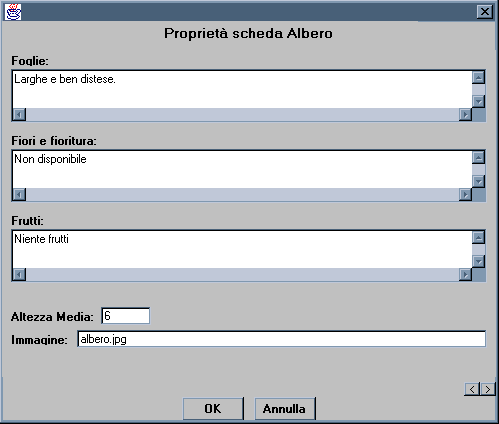 Proprietà scheda Albero
Foglie:
Larghe e ben distese.
Fiori e fioritura:
Non disponibile
Frutti:
Niente frutti
Altezza Media: 6
Immagine: albero.jpg
< >
OK Annulla